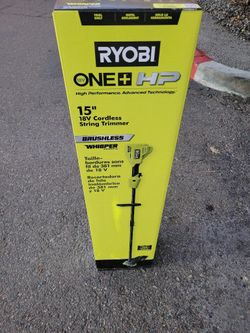 RYOBI
ONE+ HP
High Performance. Advanced Technology.
15"
18V Cordless
String Trimmer
BRUSHLESS
WHISPER
Taille-
bordures sans
fil de 381 mm
de 18 V
Recortadora
de hilo
inalámbrica
de 381 mm
y 18 V